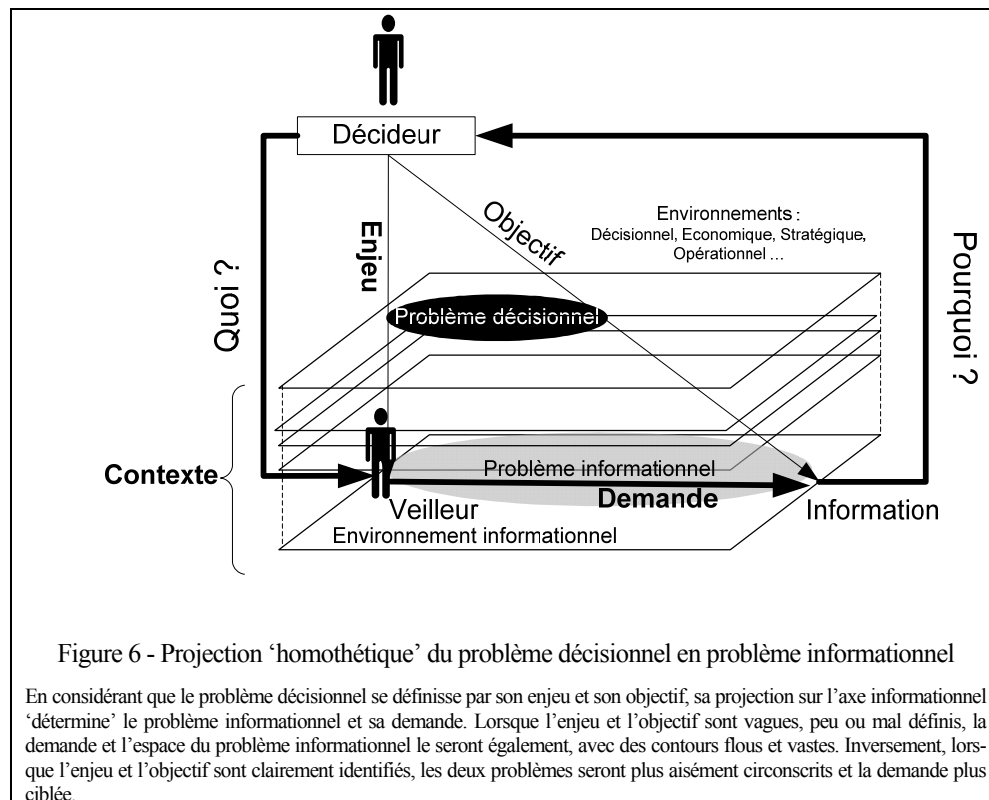 Décideur
Enjeu
Objectif
Environnements :
Décisionnel, Economique, Stratégique,
Opérationnel ...
Quoi ?
Pourquoi ?
Problème décisionnel
Contexte
Problème informationnel
Demande
Veilleur
Information
Environnement informationnel
Figure 6 - Projection ‘homothétique’ du problème décisionnel en problème informationnel
En considérant que le problème décisionnel se définisse par son enjeu et son objectif, sa projection sur l’axe informationnel
‘détermine’ le problème informationnel et sa demande. Lorsque l’enjeu et l’objectif sont vagues, peu ou mal définis, la
demande et l’espace du problème informationnel le seront également, avec des contours flous et vastes. Inversement, lors-
que l’enjeu et l’objectif sont clairement identifiés, les deux problèmes seront plus aisément circonscrits et la demande plus
ciblée.